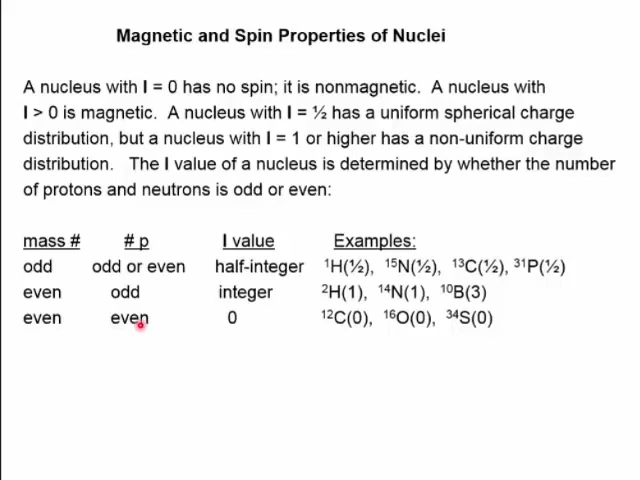 Magnetic and Spin Properties of Nuclei
A nucleus with I = 0 has no spin; it is nonmagnetic.  A nucleus with
I > 0 is magnetic.  A nucleus with I = ½ has a uniform spherical charge
distribution, but a nucleus with I = 1 or higher has a non-uniform charge
distribution.   The I value of a nucleus is determined by whether the number
of protons and neutrons is odd or even:
mass #   # p   I value   Examples:
odd   odd or even   half-integer   ¹H(½),  ¹⁵N(½),  ¹³C(½), ³¹P(½)
even   odd   integer   ²H(1),  ¹⁴N(1),  ¹⁰B(3)
even   even   0   ¹²C(0),  ¹⁶O(0),  ³⁴S(0)